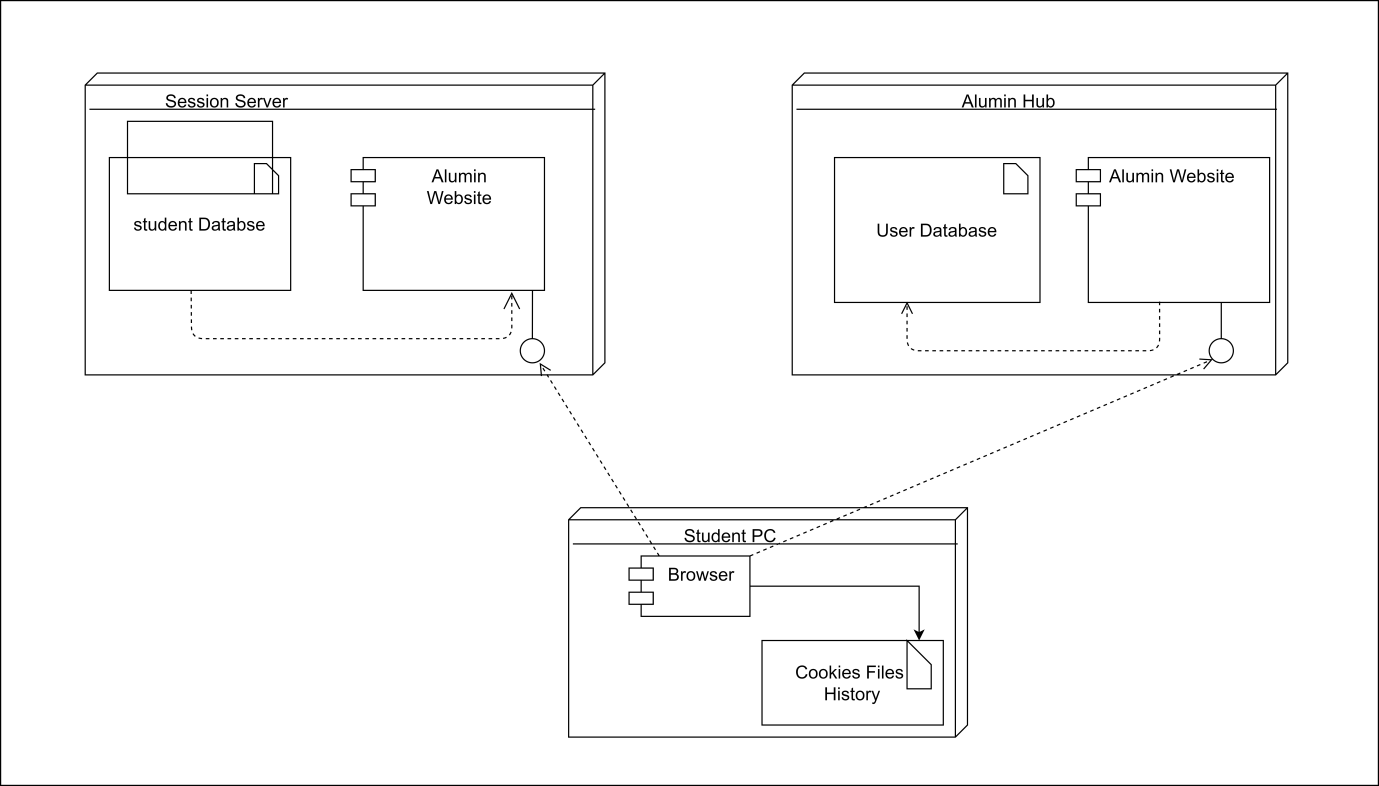 Session Server
student Databse
Alumin
Website
Alumin Hub
User Database
Alumin Website
Student PC
Browser
Cookies Files
History